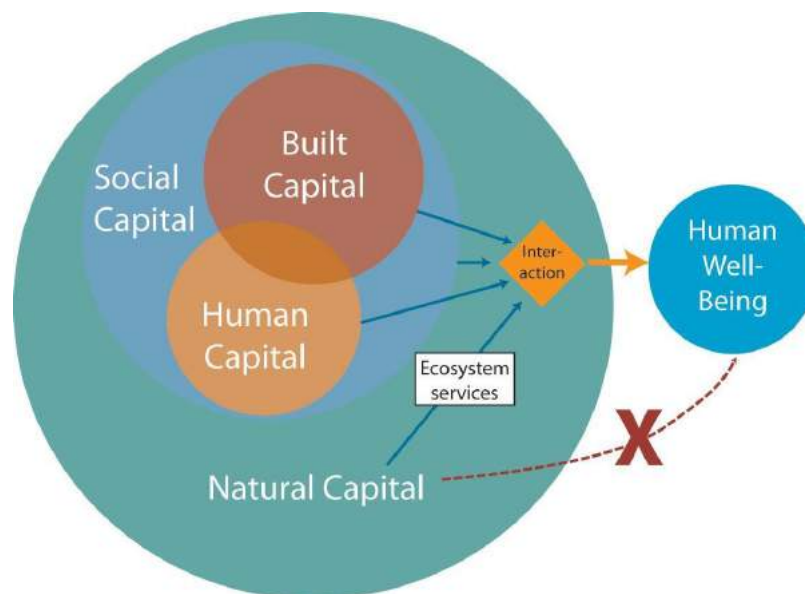 Built
Capital
Social
Capital
Human
Capital
Inter-
action
Human
Well-
Being
Ecosystem
services
Natural Capital
X